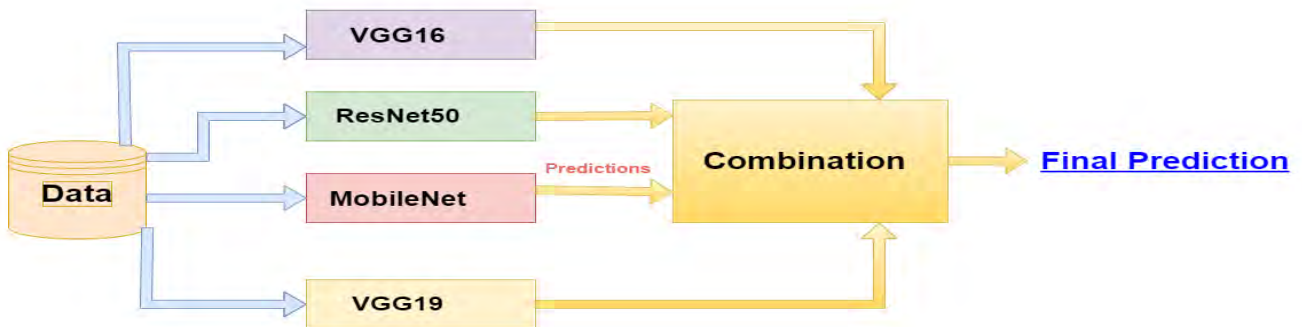 VGG16
ResNet50
Predictions
Combination
Final Prediction
Data
MobileNet
VGG19